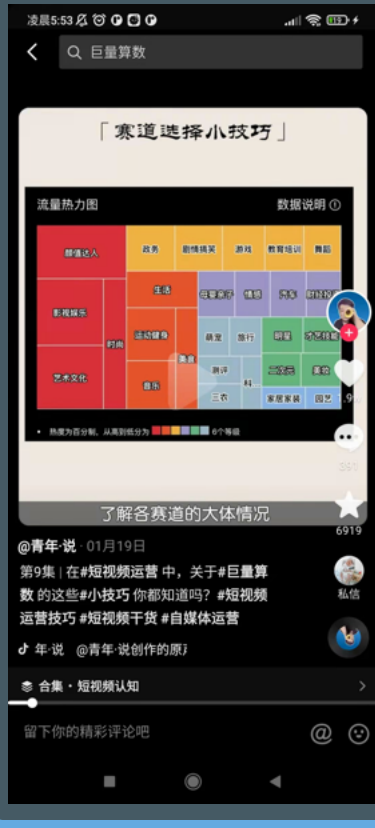 凌晨5:53
巨量算数
「赛道选择小技巧」
流量热力图
数据说明
颜值达人
政务
剧情搞笑
游戏
教育培训
舞蹈
影视娱乐
时尚
艺术文化
生活
运动健身
音乐
美食
母婴亲子
情感
汽车
财经投
萌宠
旅行
测评
科...
三农
明星
才艺技能
二次元
美妆
家居家装
园艺
• 热度为百分制，从高到低分为
6个等级
了解各赛道的大体情况
391
6919
私信
@青年·说 · 01月19日
第9集 | 在#短视频运营 中，关于#巨量算
数 的这些#小技巧 你都知道吗？ #短视频
运营技巧 #短视频干货 #自媒体运营
年·说 @青年·说创作的原
合集 · 短视频认知
留下你的精彩评论吧